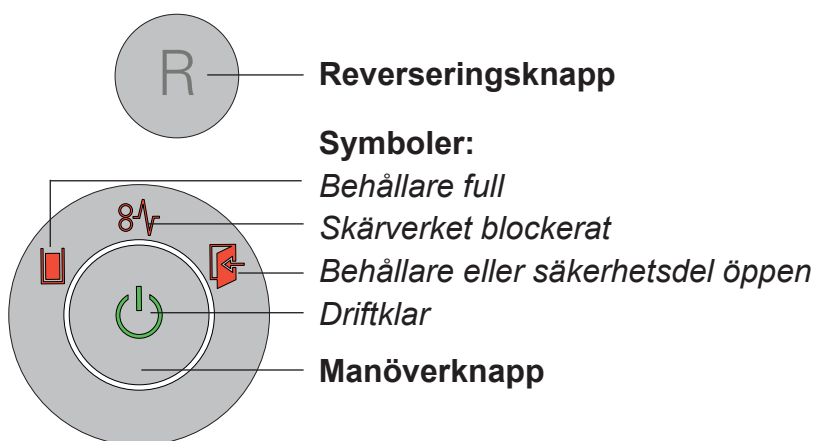 R
Reverseringsknapp
Symboler:
Behållare full
Skärverket blockerat
Behållare eller säkerhetsdel öppen
Driftklar
Manöverknapp